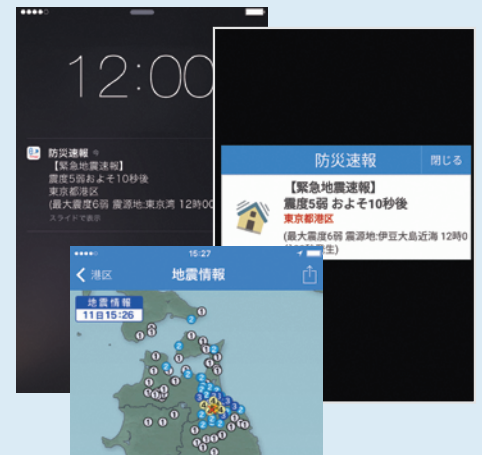 12:00
防災速報
【緊急地震速報】
震度5弱およそ10秒後
東京都港区
(最大震度6弱 震源地:東京湾 12時00
スライドで表示
防災速報 閉じる
【緊急地震速報】
震度5弱 およそ10秒後
東京都港区
(最大震度6弱 震源地:伊豆大島近海 12時0
生)
15:27
港区 地震情報
地震情報
11日15:26